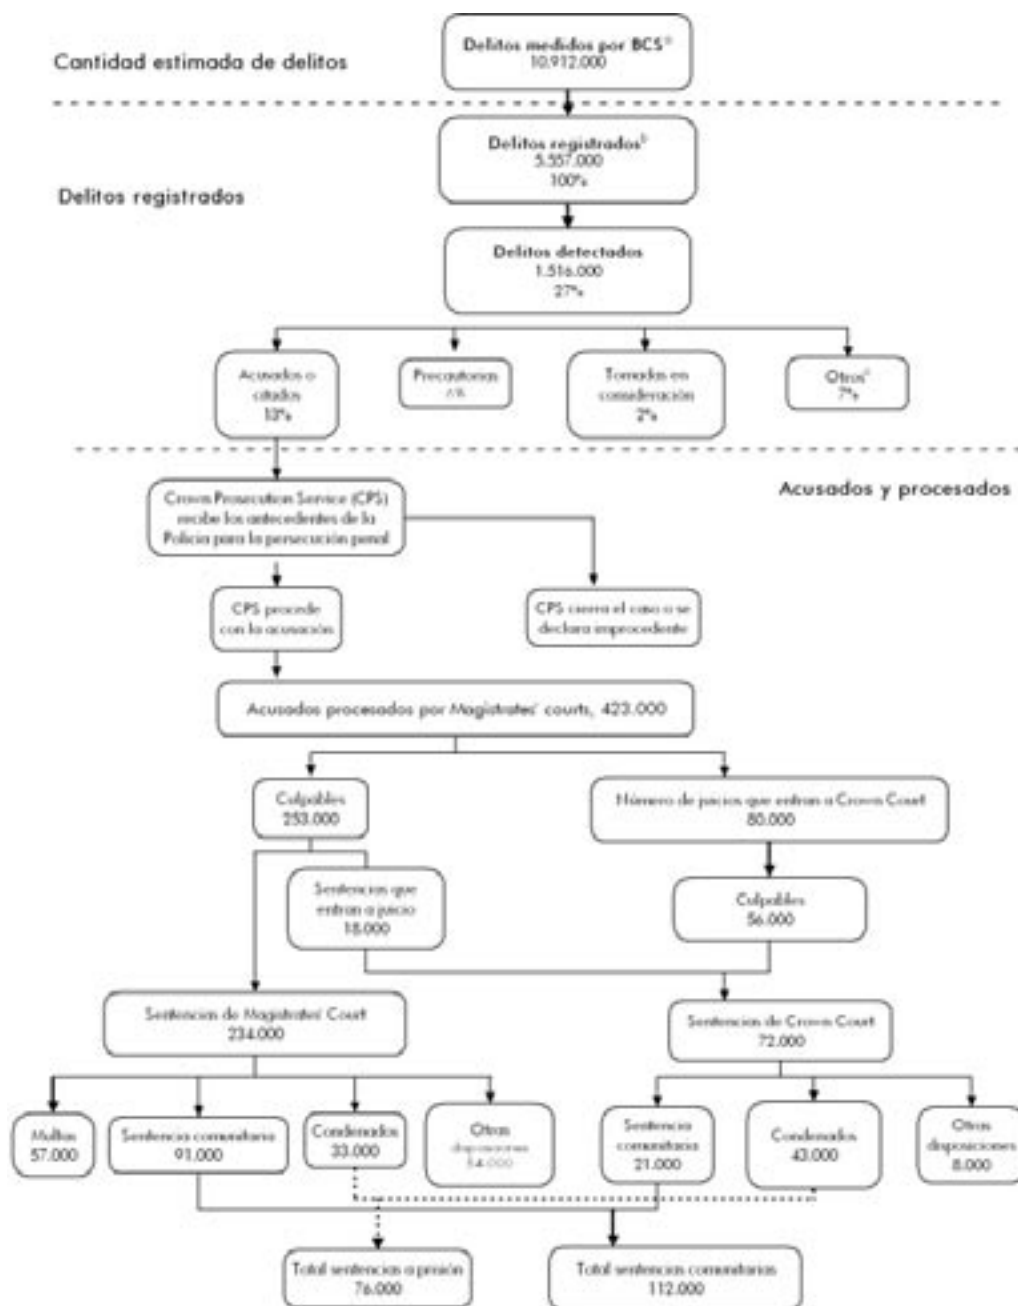 Cantidad estimada de delitos
Delitos medidos por BCSª
10.912.000
Delitos registradosᵇ
5.557.000
100%
Delitos registrados
Delitos detectados
1.516.000
27%
Acusados o
citados
13%
Precautorias
Tomadas en
consideración
2%
Otrosᶜ
7%
Acusados y procesados
Crown Prosecution Service (CPS)
recibe los antecedentes de la
Policía para la persecución penal
CPS procede
con la acusación
CPS cierra el caso o se
declara improcedente
Acusados procesados por Magistrates' courts, 423.000
Culpables
253.000
Número de juicios que entran a Crown Court
80.000
Sentencias que
entran a juicio
18.000
Culpables
56.000
Sentencias de Magistrates' Court
234.000
Sentencias de Crown Court
72.000
Multas
57.000
Sentencia comunitaria
91.000
Condenados
33.000
Otras
disposiciones
54.000
Sentencia
comunitaria
21.000
Condenados
43.000
Otras
disposiciones
8.000
Total sentencias a prisión
76.000
Total sentencias comunitarias
112.000